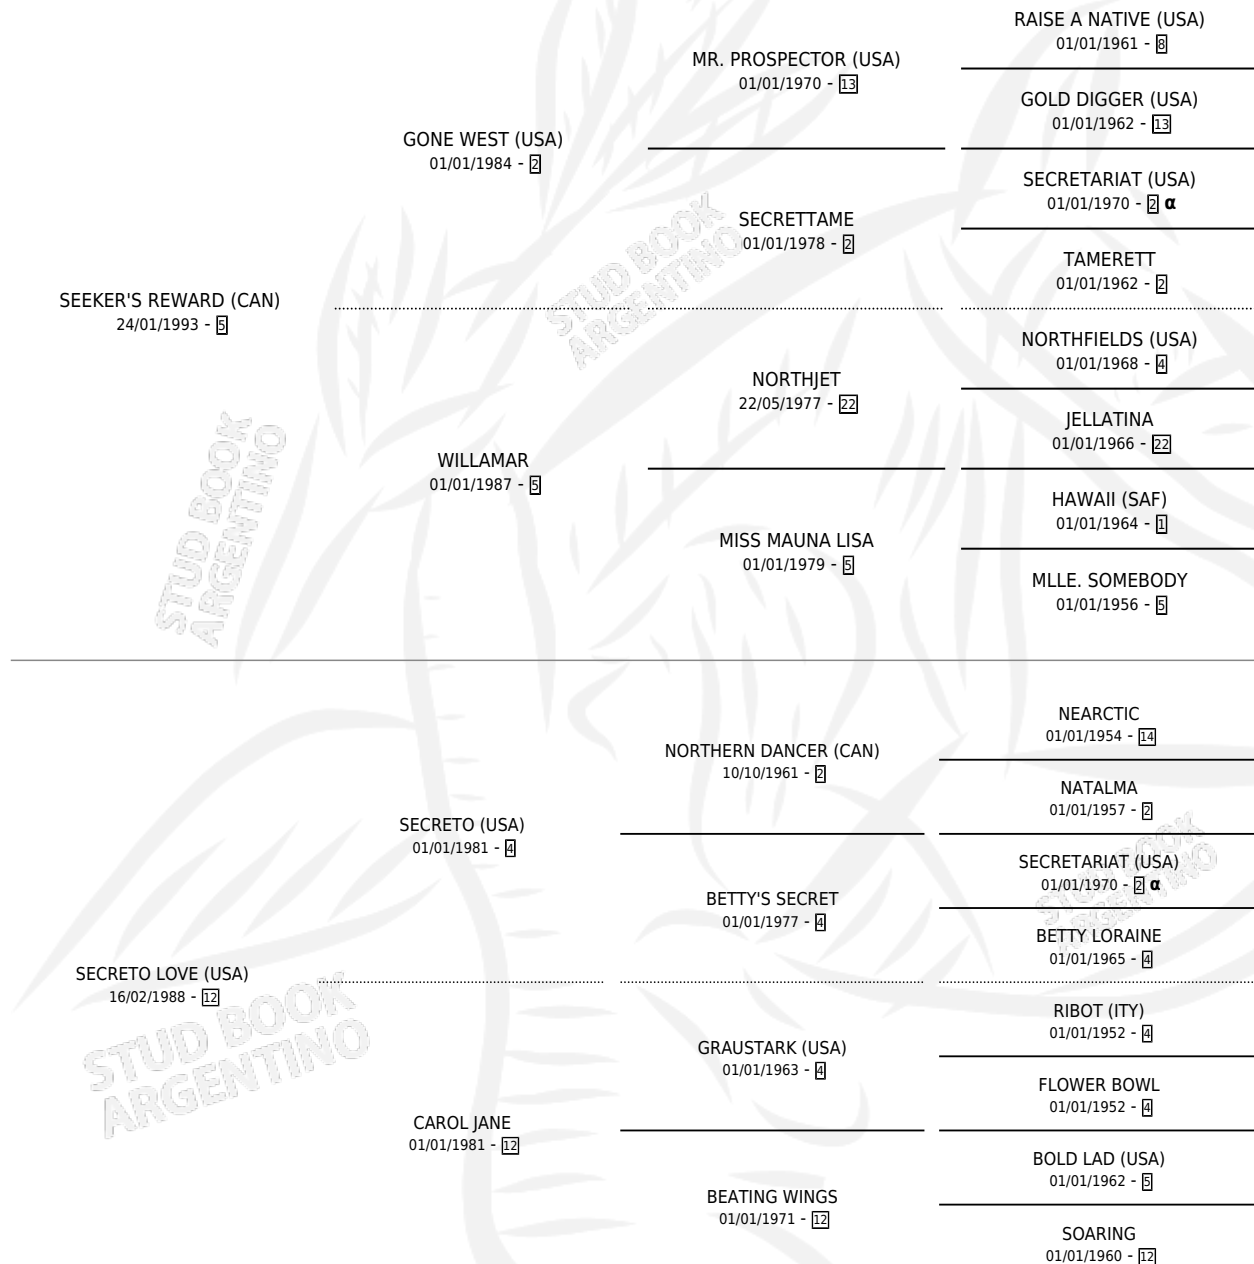 RAISE A NATIVE (USA)
01/01/1961 - 8
MR. PROSPECTOR (USA)
01/01/1970 - 13
GOLD DIGGER (USA)
01/01/1962 - 13
GONE WEST (USA)
01/01/1984 - 2
SECRETARIAT (USA)
01/01/1970 - 2 α
SECRETTAME
01/01/1978 - 2
TAMERETT
01/01/1962 - 2
SEEKER'S REWARD (CAN)
24/01/1993 - 5
NORTHFIELDS (USA)
01/01/1968 - 4
NORTHJET
22/05/1977 - 22
JELLATINA
01/01/1966 - 22
WILLAMAR
01/01/1987 - 5
HAWAII (SAF)
01/01/1964 - 1
MISS MAUNA LISA
01/01/1979 - 5
MLLE. SOMEBODY
01/01/1956 - 5
NEARCTIC
01/01/1954 - 14
NORTHERN DANCER (CAN)
10/10/1961 - 2
NATALMA
01/01/1957 - 2
SECRETO (USA)
01/01/1981 - 4
SECRETARIAT (USA)
01/01/1970 - 2 α
BETTY'S SECRET
01/01/1977 - 4
BETTY LORAINE
01/01/1965 - 4
SECRETO LOVE (USA)
16/02/1988 - 12
RIBOT (ITY)
01/01/1952 - 4
GRAUSTARK (USA)
01/01/1963 - 4
FLOWER BOWL
01/01/1952 - 4
CAROL JANE
01/01/1981 - 12
BOLD LAD (USA)
01/01/1962 - 5
BEATING WINGS
01/01/1971 - 12
SOARING
01/01/1960 - 12
STUD BOOK
ARGENTINO
STUD BOOK
ARGENTINO
STUD BOOK
ARGENTINO
STUD BOOK
ARGENTINO